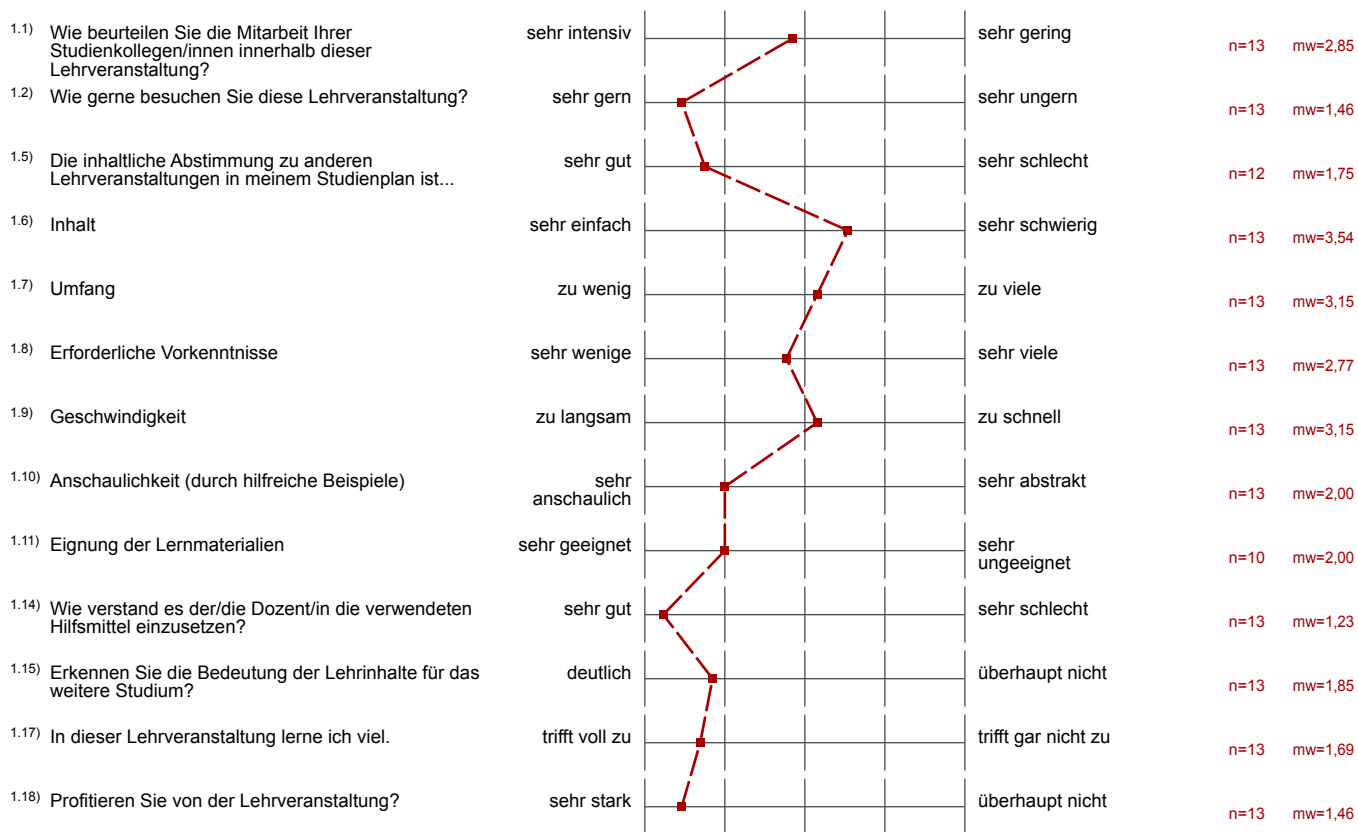 1.1) Wie beurteilen Sie die Mitarbeit Ihrer
Studienkollegen/innen innerhalb dieser
Lehrveranstaltung?
sehr intensiv
sehr gering
n=13 mw=2,85
1.2) Wie gerne besuchen Sie diese Lehrveranstaltung?
sehr gern
sehr ungern
n=13 mw=1,46
1.5) Die inhaltliche Abstimmung zu anderen
Lehrveranstaltungen in meinem Studienplan ist...
sehr gut
sehr schlecht
n=12 mw=1,75
1.6) Inhalt
sehr einfach
sehr schwierig
n=13 mw=3,54
1.7) Umfang
zu wenig
zu viele
n=13 mw=3,15
1.8) Erforderliche Vorkenntnisse
sehr wenige
sehr viele
n=13 mw=2,77
1.9) Geschwindigkeit
zu langsam
zu schnell
n=13 mw=3,15
1.10) Anschaulichkeit (durch hilfreiche Beispiele)
sehr
anschaulich
sehr abstrakt
n=13 mw=2,00
1.11) Eignung der Lernmaterialien
sehr geeignet
sehr
ungeeignet
n=10 mw=2,00
1.14) Wie verstand es der/die Dozent/in die verwendeten
Hilfsmittel einzusetzen?
sehr gut
sehr schlecht
n=13 mw=1,23
1.15) Erkennen Sie die Bedeutung der Lehrinhalte für das
weitere Studium?
deutlich
überhaupt nicht
n=13 mw=1,85
1.17) In dieser Lehrveranstaltung lerne ich viel.
trifft voll zu
trifft gar nicht zu
n=13 mw=1,69
1.18) Profitieren Sie von der Lehrveranstaltung?
sehr stark
überhaupt nicht
n=13 mw=1,46